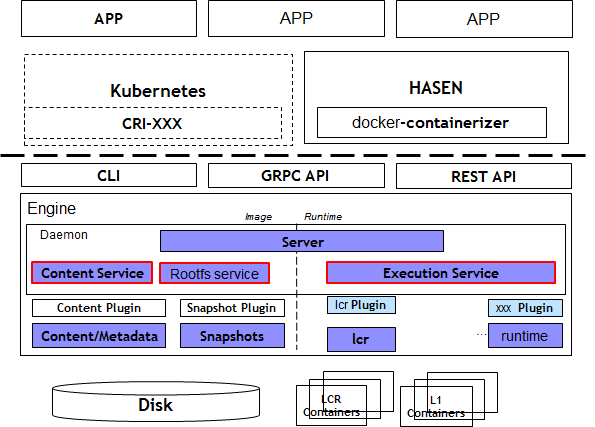 APP
APP
APP
Kubernetes
CRI-XXX
HASEN
docker-containerizer
CLI
GRPC API
REST API
Engine
Image
Runtime
Daemon
Server
Content Service
Rootfs service
Execution Service
Content Plugin
Snapshot Plugin
lcr Plugin
xxx Plugin
Content/Metadata
Snapshots
lcr
...
runtime
Disk
LCR
Containers
L1
Containers